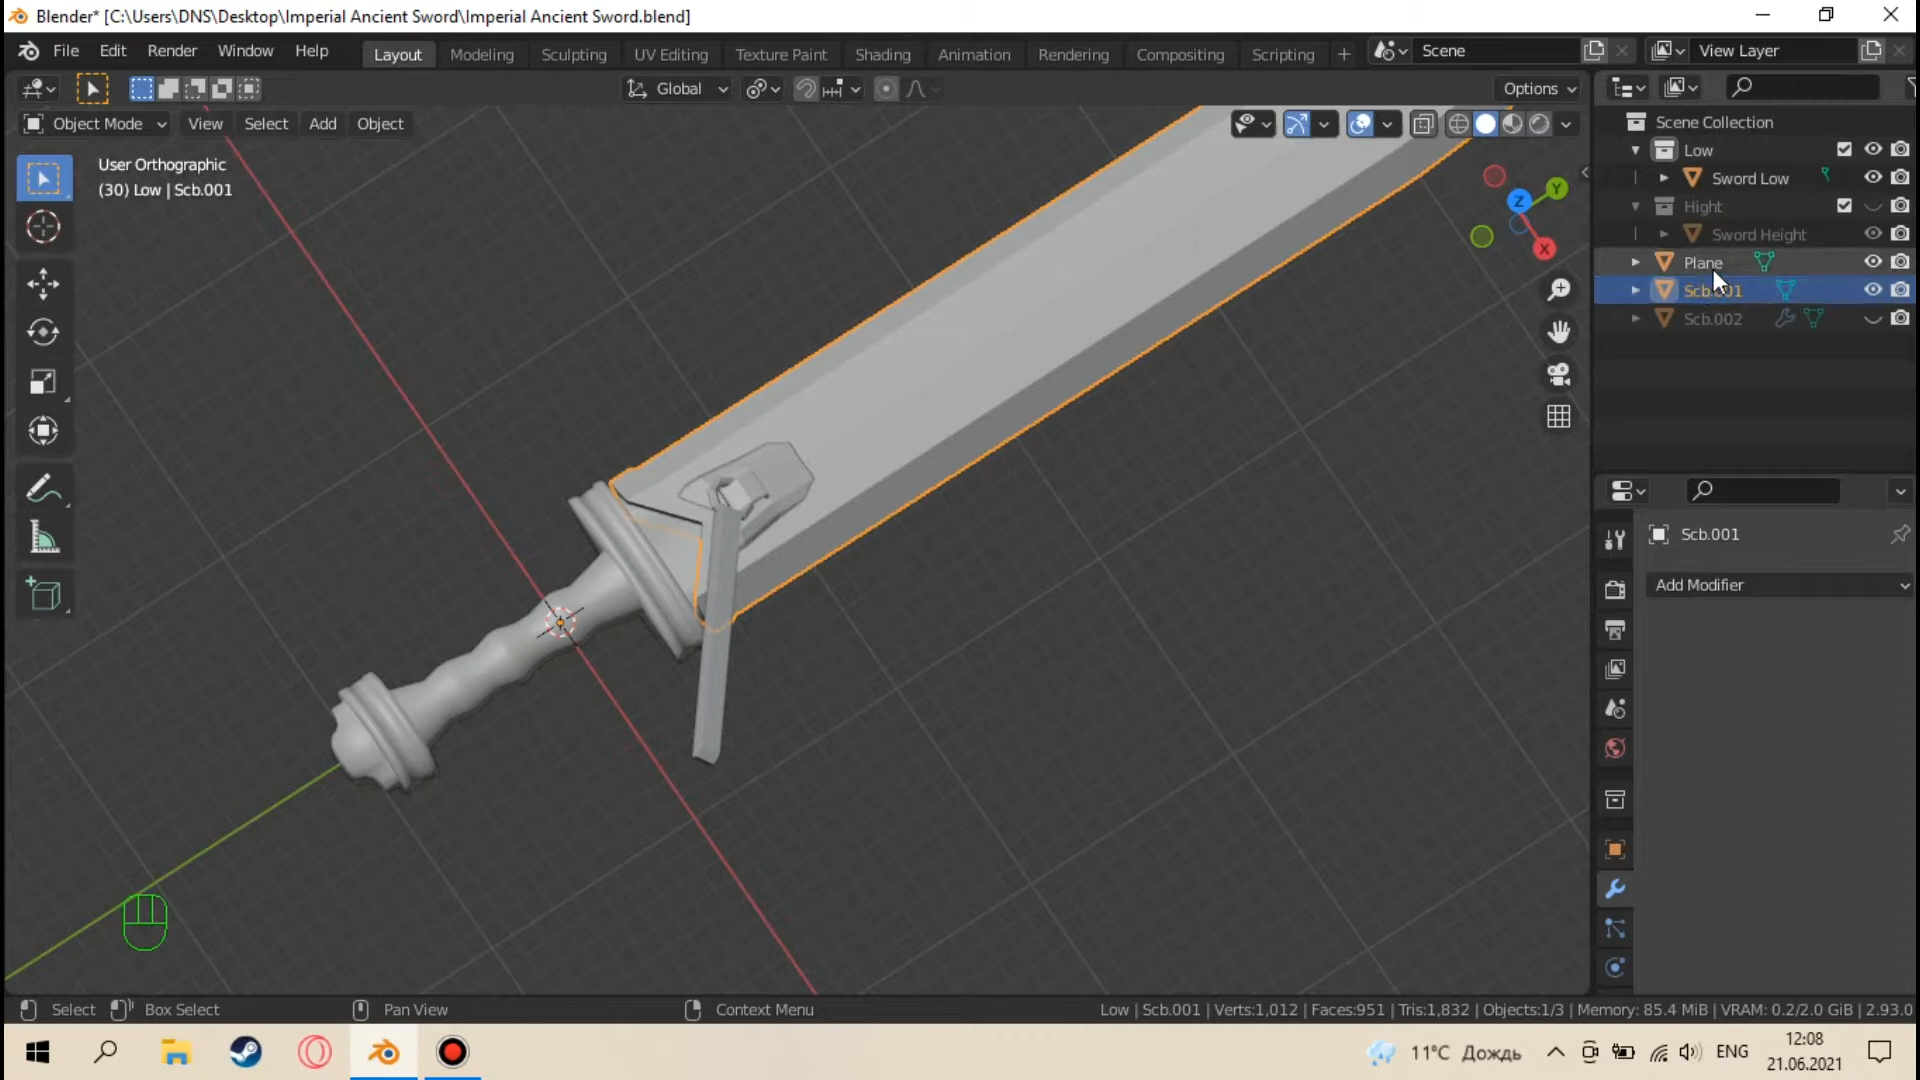 Blender* [C:\Users\DNS\Desktop\Imperial Ancient Sword\Imperial Ancient Sword.blend]
File Edit Render Window Help Layout Modeling Sculpting UV Editing Texture Paint Shading Animation Rendering Compositing Scripting + Scene View Layer
Global Options
Object Mode View Select Add Object
User Orthographic
(30) Low | Scb.001
Z Y X
Scene Collection
Low
Sword Low
Hight
Sword Height
Plane
Scb.001
Scb.002
Scb.001
Add Modifier
Select Box Select Pan View Context Menu Low | Scb.001 | Verts:1,012 | Faces:951 | Tris:1,832 | Objects:1/3 | Memory: 85.4 MiB | VRAM: 0.2/2.0 GiB | 2.93.0
11°C Дождь ENG 12:08
21.06.2021